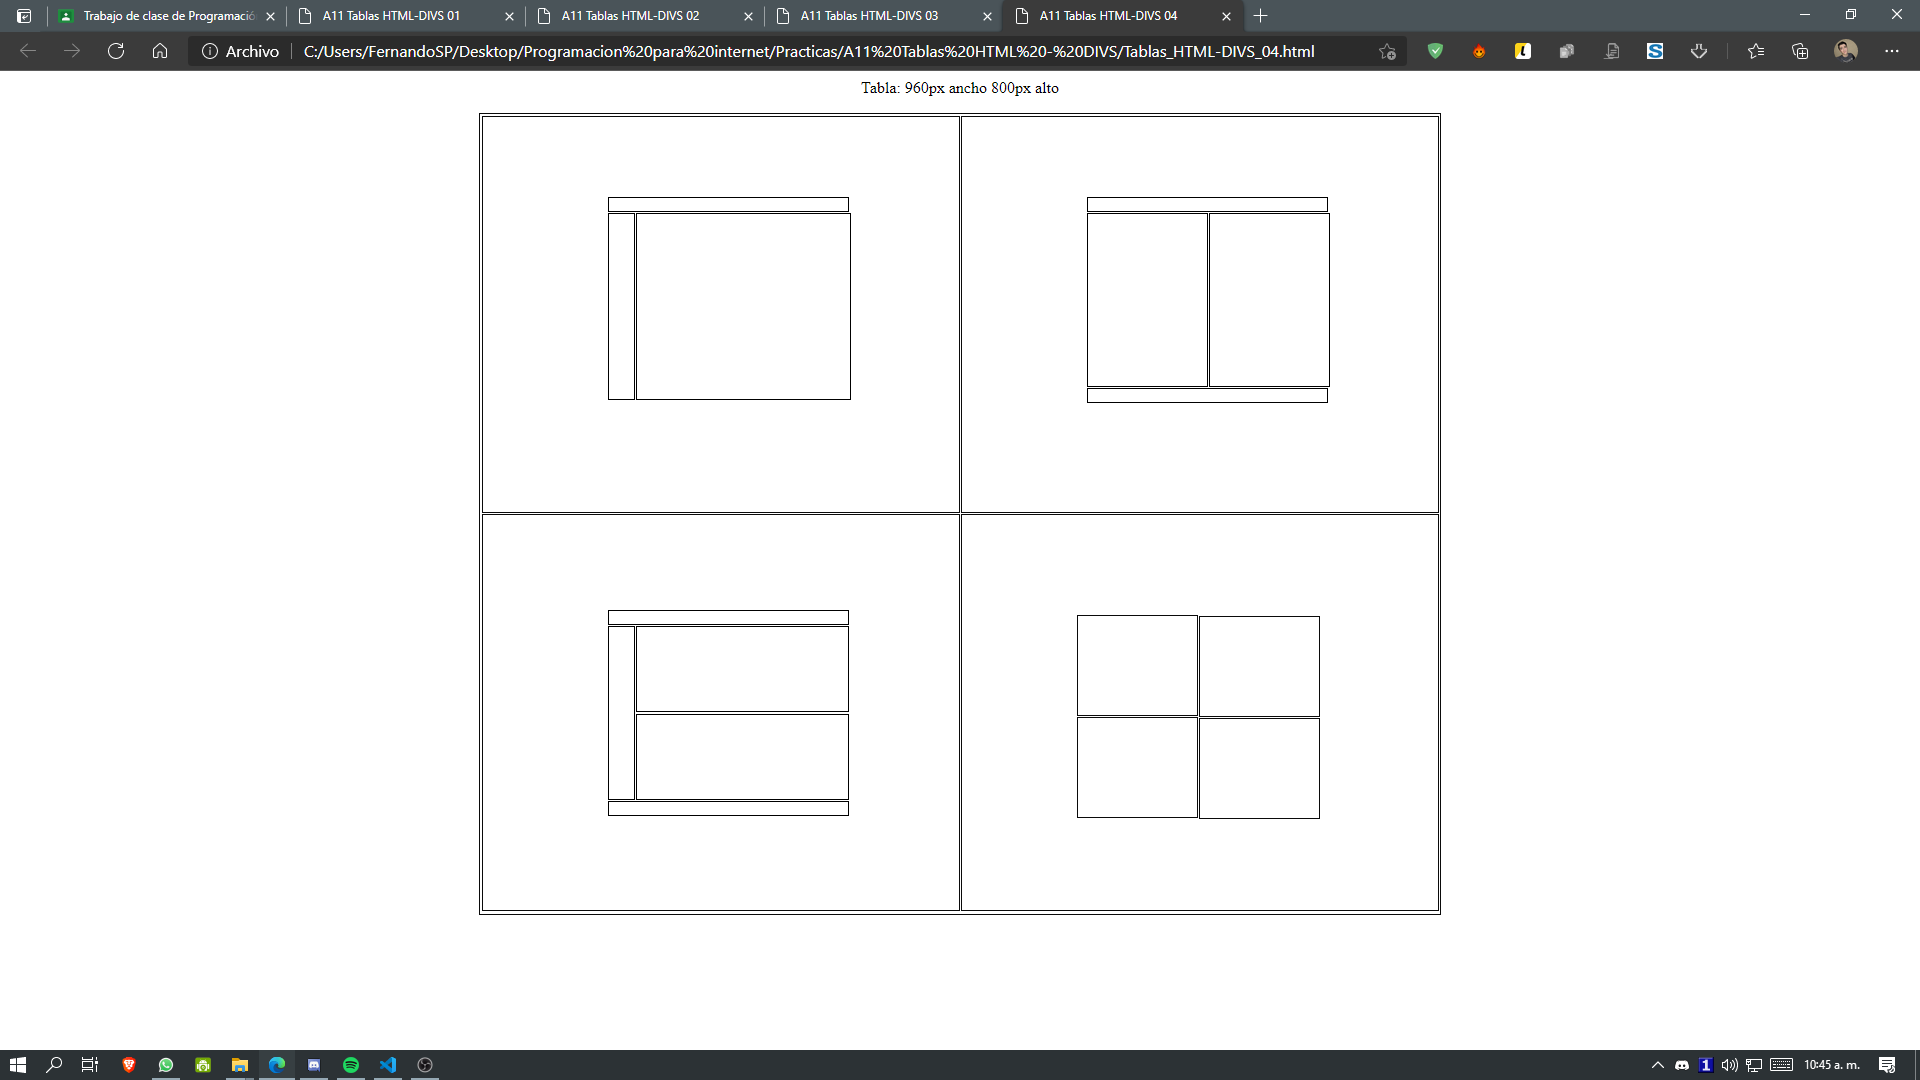 Trabajo de clase de Programació
A11 Tablas HTML-DIVS 01
A11 Tablas HTML-DIVS 02
A11 Tablas HTML-DIVS 03
A11 Tablas HTML-DIVS 04
Archivo
C:/Users/FernandoSP/Desktop/Programacion%20para%20internet/Practicas/A11%20Tablas%20HTML%20-%20DIVS/Tablas_HTML-DIVS_04.html
Tabla: 960px ancho 800px alto
1
10:45 a. m.